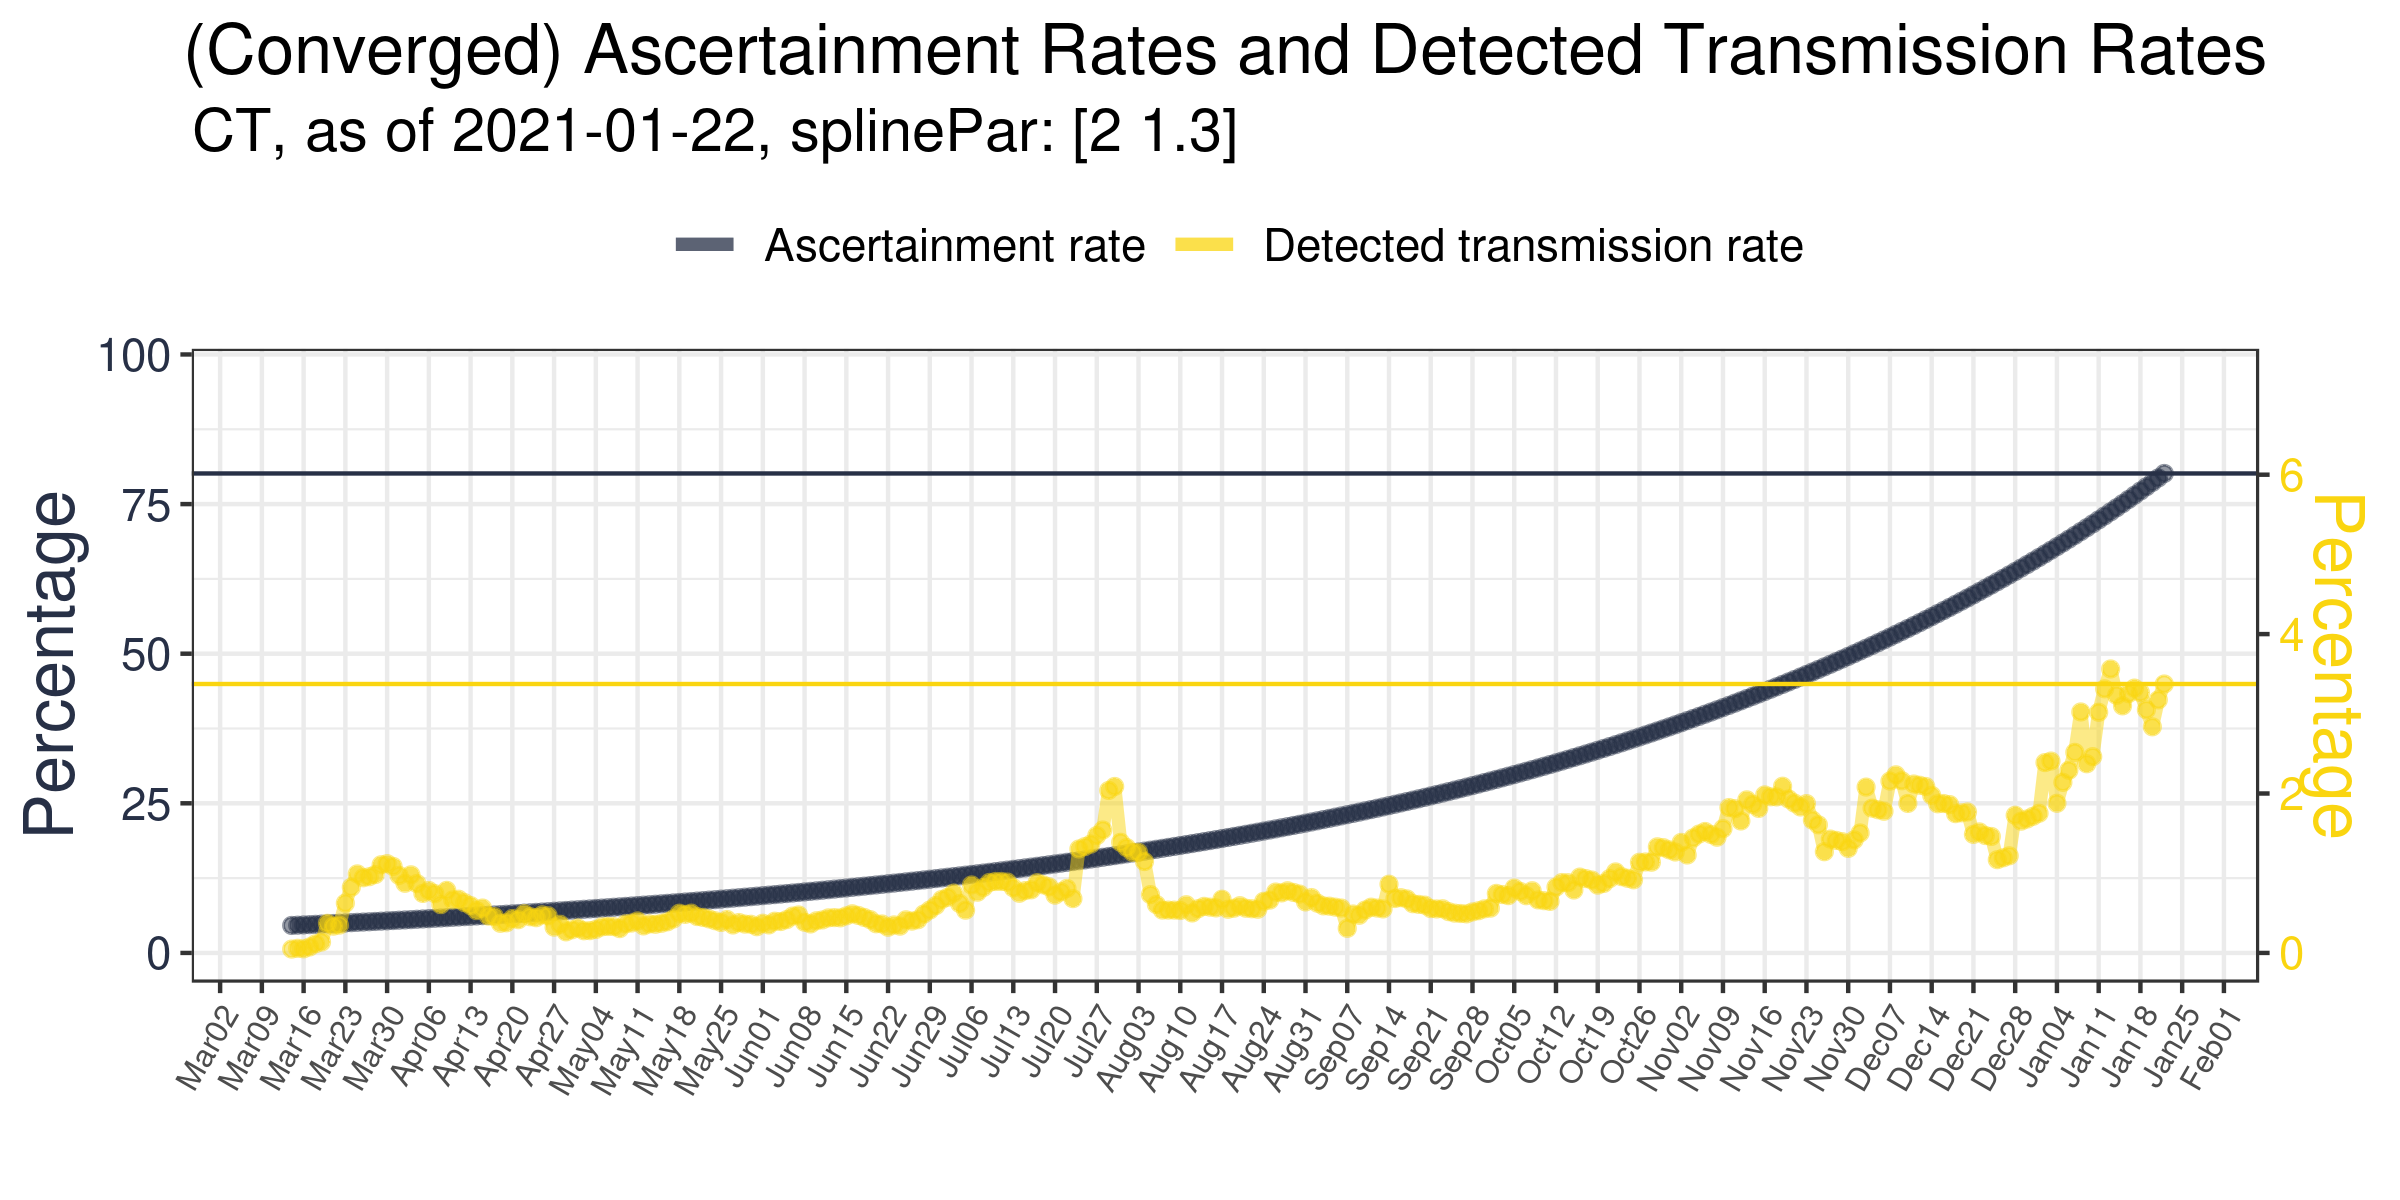 (Converged) Ascertainment Rates and Detected Transmission Rates
CT, as of 2021-01-22, splinePar: [2 1.3]
Ascertainment rate Detected transmission rate
Percentage
100
75
50
25
0
Percentage
6
4
2
0
Mar02 Mar09 Mar16 Mar23 Mar30 Apr06 Apr13 Apr20 Apr27 May04 May11 May18 May25 Jun01 Jun08 Jun15 Jun22 Jun29 Jul06 Jul13 Jul20 Jul27 Aug03 Aug10 Aug17 Aug24 Aug31 Sep07 Sep14 Sep21 Sep28 Oct05 Oct12 Oct19 Oct26 Nov02 Nov09 Nov16 Nov23 Nov30 Dec07 Dec14 Dec21 Dec28 Jan04 Jan11 Jan18 Jan25 Feb01